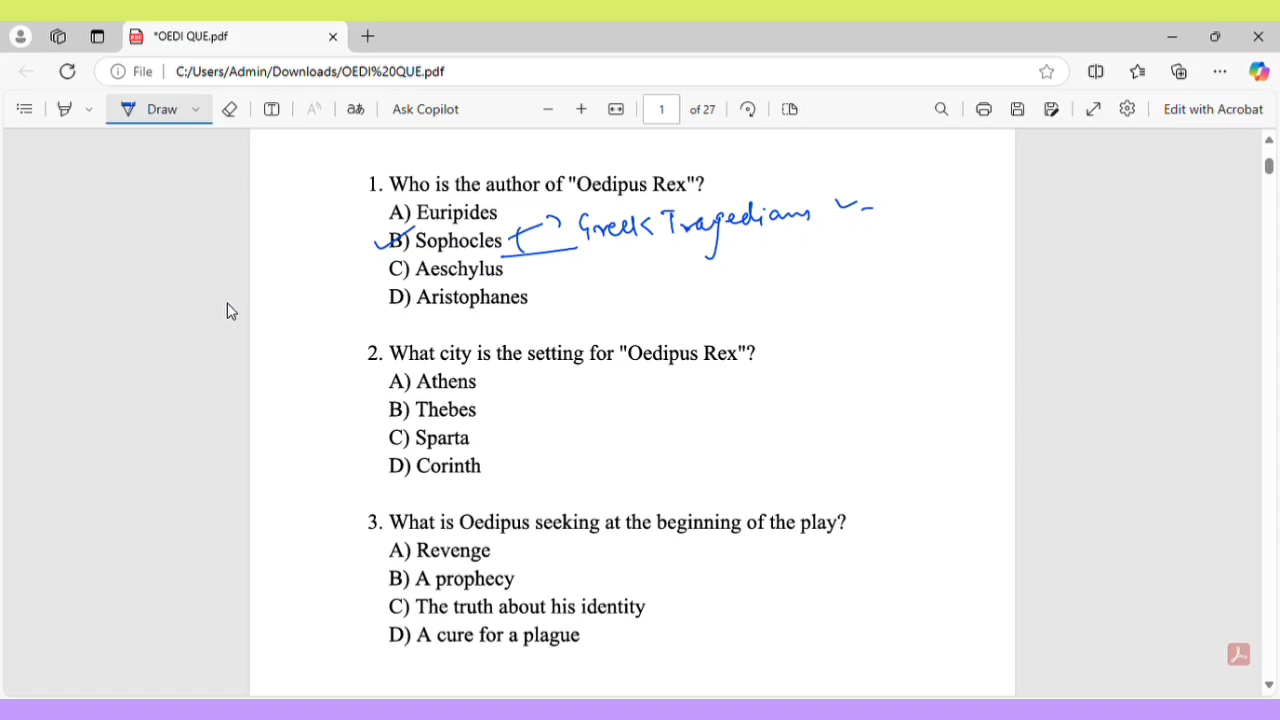 *OEDI QUE.pdf
File
C:/Users/Admin/Downloads/OEDI%20QUE.pdf
Draw
Ask Copilot
1 of 27
Edit with Acrobat
1. Who is the author of "Oedipus Rex"?
A) Euripides
B) Sophocles
Greek Tragedians
C) Aeschylus
D) Aristophanes
2. What city is the setting for "Oedipus Rex"?
A) Athens
B) Thebes
C) Sparta
D) Corinth
3. What is Oedipus seeking at the beginning of the play?
A) Revenge
B) A prophecy
C) The truth about his identity
D) A cure for a plague